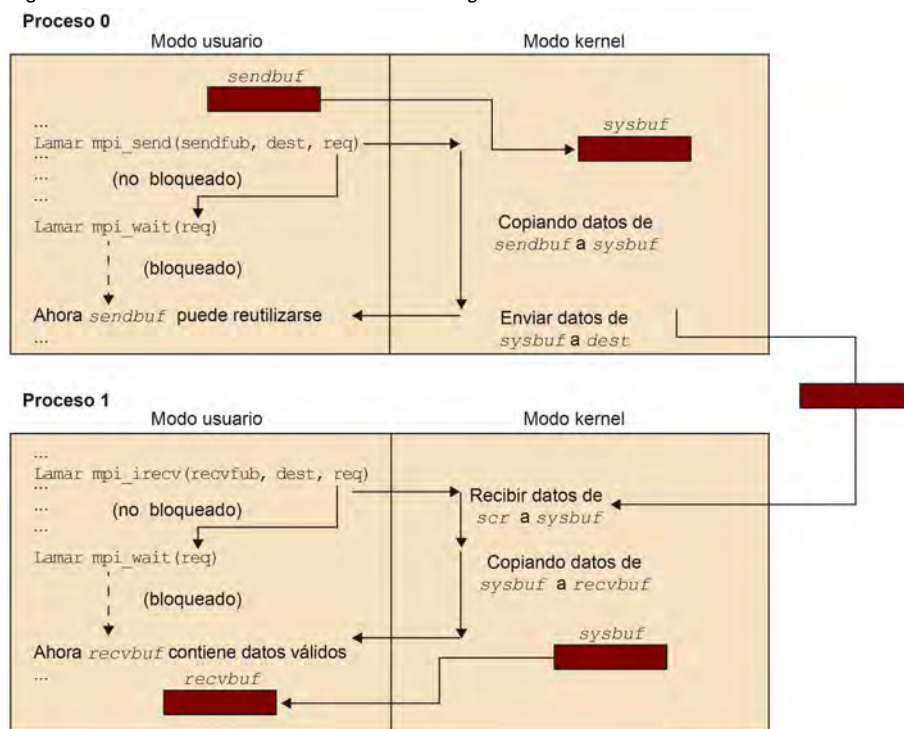 Proceso 0
Modo usuario
Modo kernel
sendbuf
sysbuf
...
Lamar mpi_send(sendfub, dest, req)
...
(no bloqueado)
...
...
Lamar mpi_wait(req)
Copiando datos de
sendbuf a sysbuf
(bloqueado)
Ahora sendbuf puede reutilizarse
...
Enviar datos de
sysbuf a dest
Proceso 1
Modo usuario
Modo kernel
...
Lamar mpi_irecv(recvfub, dest, req)
...
(no bloqueado)
...
...
Recibir datos de
scr a sysbuf
Lamar mpi_wait(req)
Copiando datos de
sysbuf a recvbuf
(bloqueado)
sysbuf
Ahora recvbuf contiene datos válidos
...
recvbuf